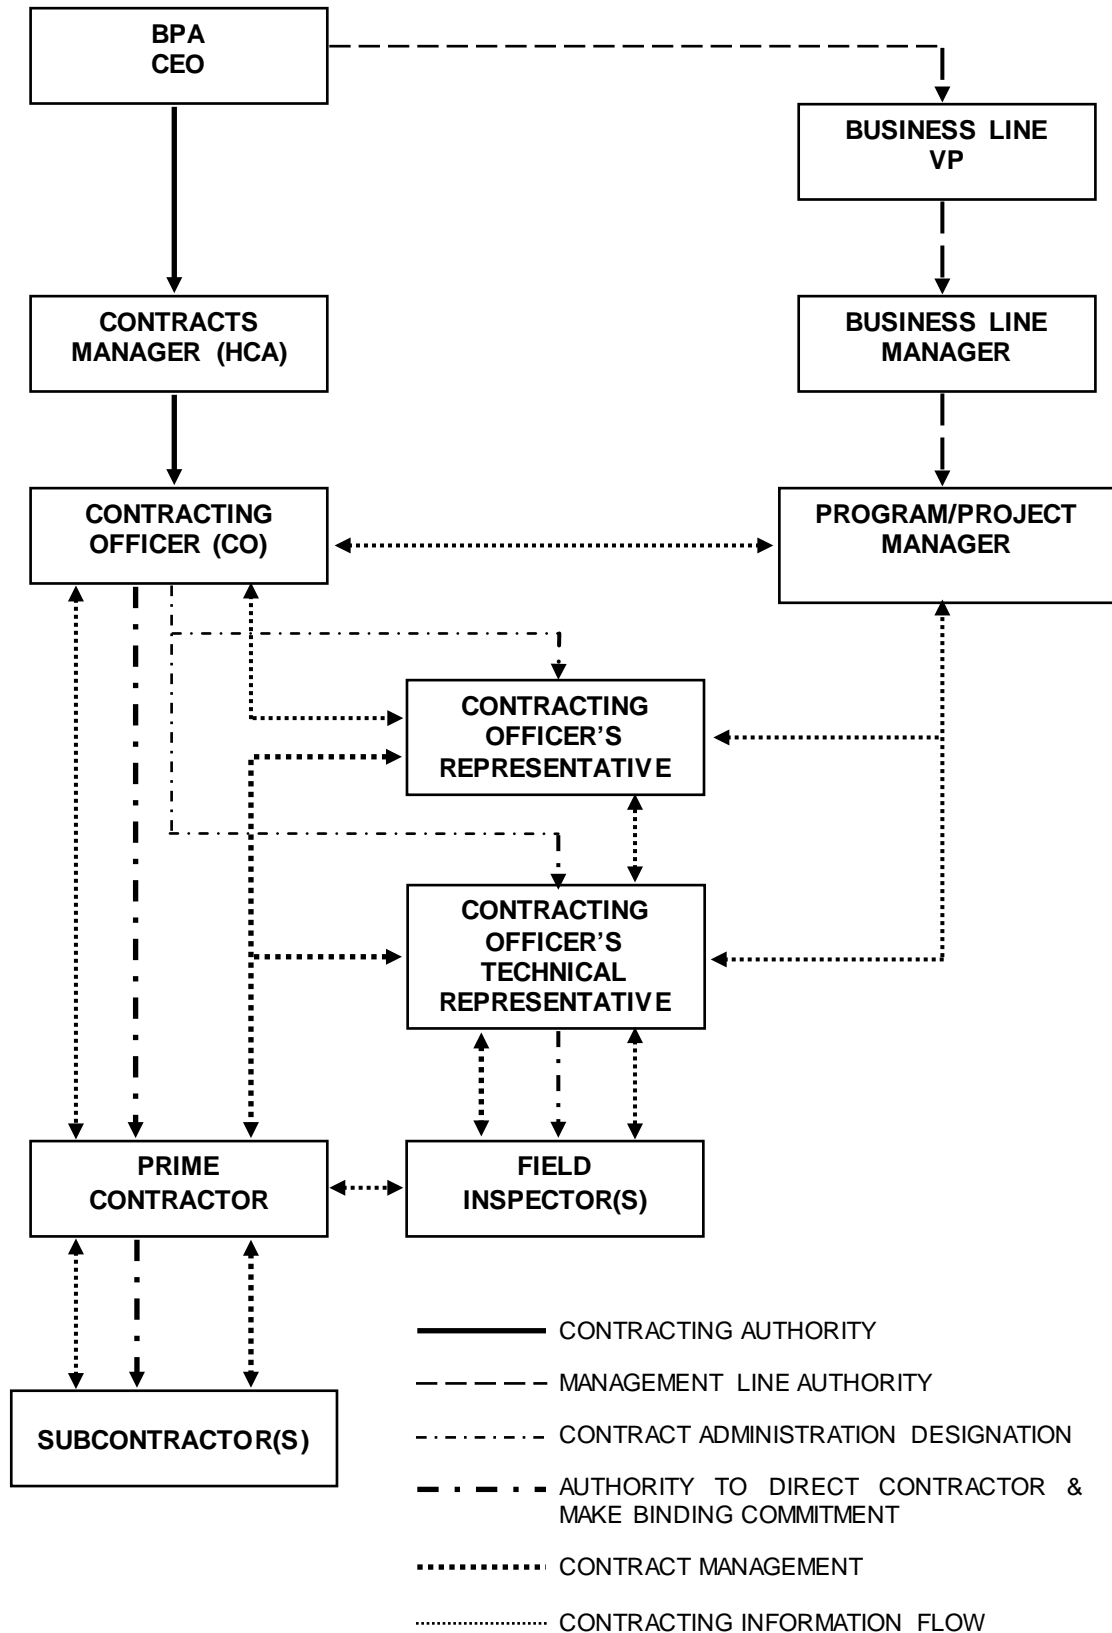 BPA
CEO
BUSINESS LINE
VP
CONTRACTS
MANAGER (HCA)
BUSINESS LINE
MANAGER
CONTRACTING
OFFICER (CO)
PROGRAM/PROJECT
MANAGER
CONTRACTING
OFFICER'S
REPRESENTATIVE
CONTRACTING
OFFICER'S
TECHNICAL
REPRESENTATIVE
PRIME
CONTRACTOR
FIELD
INSPECTOR(S)
SUBCONTRACTOR(S)
CONTRACTING AUTHORITY
MANAGEMENT LINE AUTHORITY
CONTRACT ADMINISTRATION DESIGNATION
AUTHORITY TO DIRECT CONTRACTOR &
MAKE BINDING COMMITMENT
CONTRACT MANAGEMENT
CONTRACTING INFORMATION FLOW